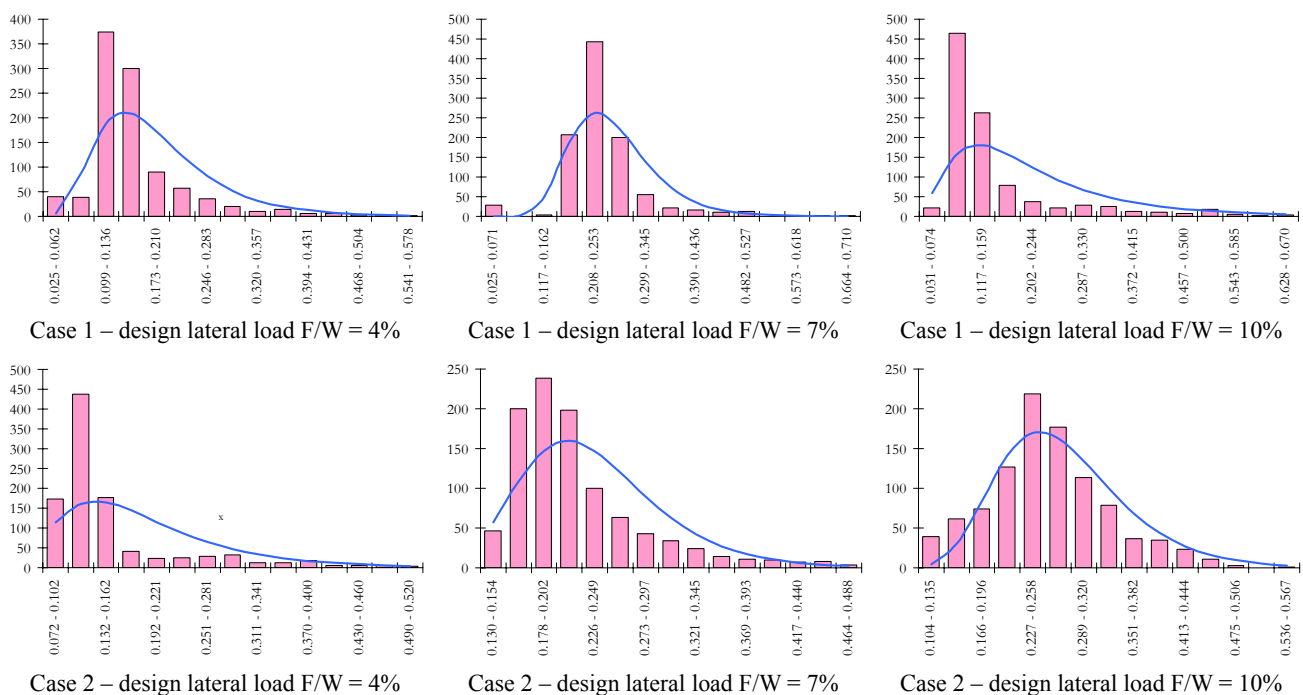 400
350
300
250
200
150
100
50
0
0.025 - 0.062
0.099 - 0.136
0.173 - 0.210
0.246 - 0.283
0.320 - 0.357
0.394 - 0.431
0.468 - 0.504
0.541 - 0.578
Case 1 – design lateral load F/W = 4%
500
450
400
350
300
250
200
150
100
50
0
0.025 - 0.071
0.117 - 0.162
0.208 - 0.253
0.299 - 0.345
0.390 - 0.436
0.482 - 0.527
0.573 - 0.618
0.664 - 0.710
Case 1 – design lateral load F/W = 7%
500
450
400
350
300
250
200
150
100
50
0
0.031 - 0.074
0.117 - 0.159
0.202 - 0.244
0.287 - 0.330
0.372 - 0.415
0.457 - 0.500
0.543 - 0.585
0.628 - 0.670
Case 1 – design lateral load F/W = 10%
500
450
400
350
300
250
200
150
100
50
0
x
0.072 - 0.102
0.132 - 0.162
0.192 - 0.221
0.251 - 0.281
0.311 - 0.341
0.370 - 0.400
0.430 - 0.460
0.490 - 0.520
Case 2 – design lateral load F/W = 4%
250
200
150
100
50
0
0.130 - 0.154
0.178 - 0.202
0.226 - 0.249
0.273 - 0.297
0.321 - 0.345
0.369 - 0.393
0.417 - 0.440
0.464 - 0.488
Case 2 – design lateral load F/W = 7%
250
200
150
100
50
0
0.104 - 0.135
0.166 - 0.196
0.227 - 0.258
0.289 - 0.320
0.351 - 0.382
0.413 - 0.444
0.475 - 0.506
0.536 - 0.567
Case 2 – design lateral load F/W = 10%